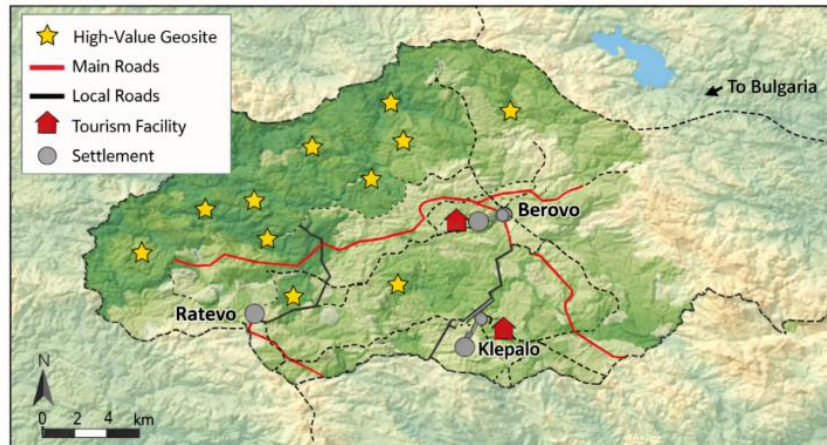 High-Value Geosite
Main Roads
Local Roads
Tourism Facility
Settlement
To Bulgaria
Berovo
Ratevo
Klepalo
N
0 2 4 km